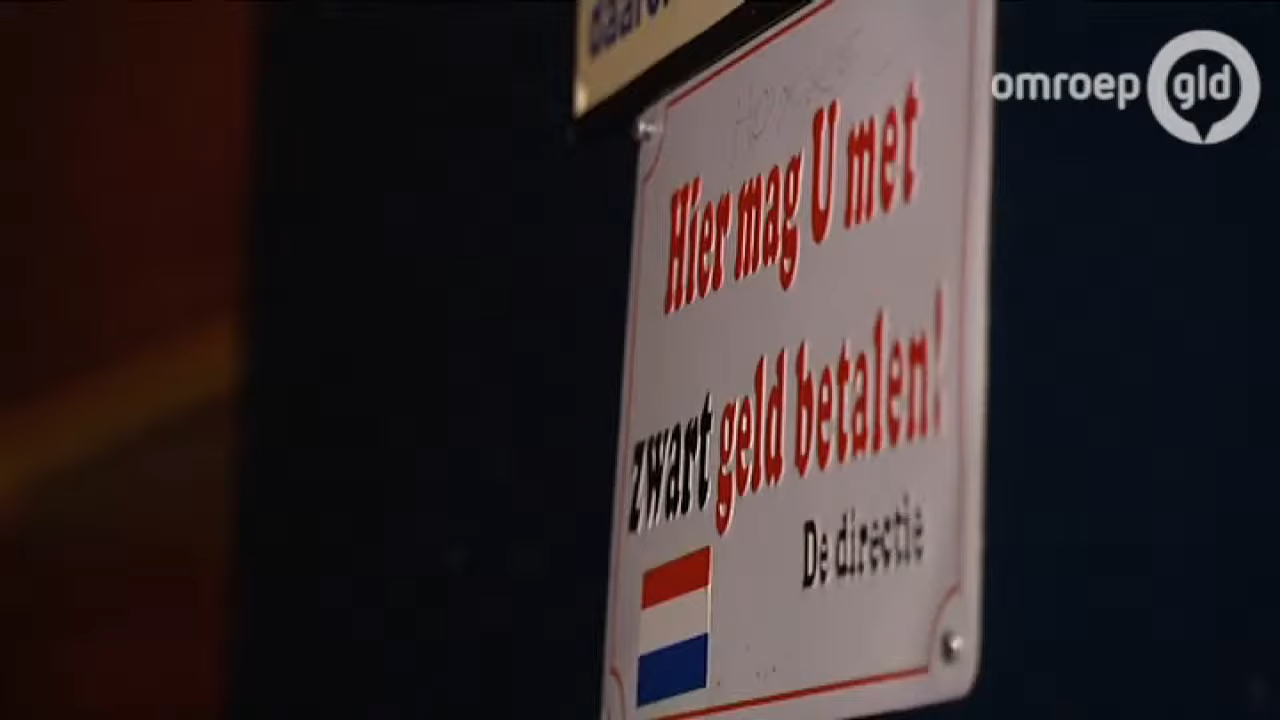 omroep gld
Hier mag U met
zwart geld betalen!
De directie